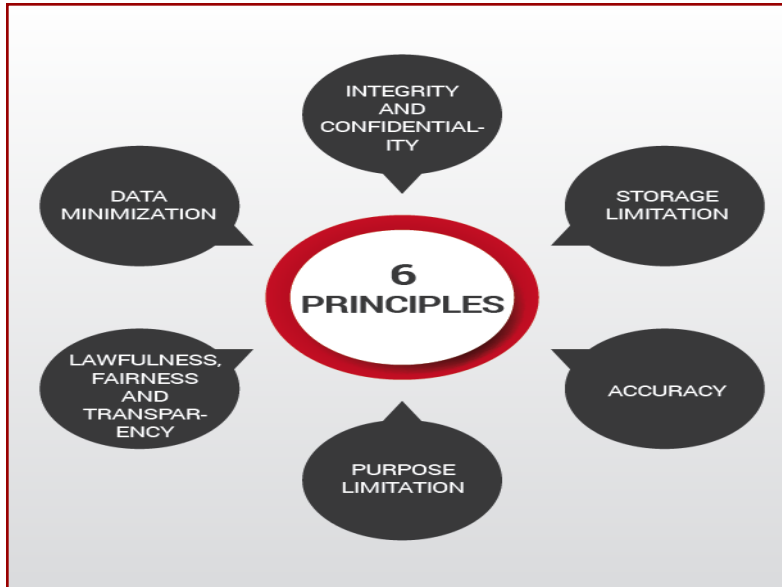 INTEGRITY
AND
CONFIDENTIAL-
ITY
DATA
MINIMIZATION
STORAGE
LIMITATION
6
PRINCIPLES
LAWFULNESS,
FAIRNESS
AND
TRANSPAR-
ENCY
ACCURACY
PURPOSE
LIMITATION